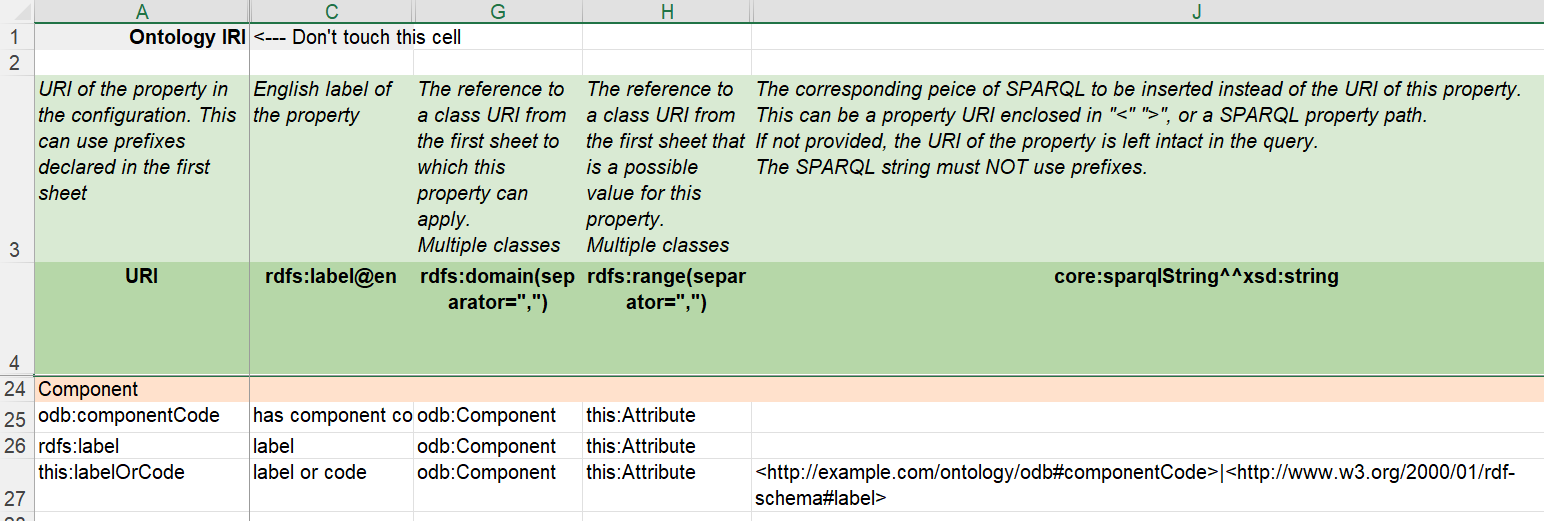 A C G H J
1 Ontology IRI <--- Don't touch this cell
2
URI of the property in the configuration. This can use prefixes declared in the first sheet
English label of the property
The reference to a class URI from the first sheet to which this property can apply. Multiple classes
The reference to a class URI from the first sheet that is a possible value for this property. Multiple classes
The corresponding peice of SPARQL to be inserted instead of the URI of this property.
This can be a property URI enclosed in "<" ">", or a SPARQL property path.
If not provided, the URI of the property is left intact in the query.
The SPARQL string must NOT use prefixes.
3
URI rdfs:label@en rdfs:domain(separator=",") rdfs:range(separator=",") core:sparqlString^^xsd:string
4
24 Component
25 odb:componentCode has component co odb:Component this:Attribute
26 rdfs:label label odb:Component this:Attribute
this:labelOrCode label or code odb:Component this:Attribute <http://example.com/ontology/odb#componentCode>|<http://www.w3.org/2000/01/rdf-
27 schema#label>